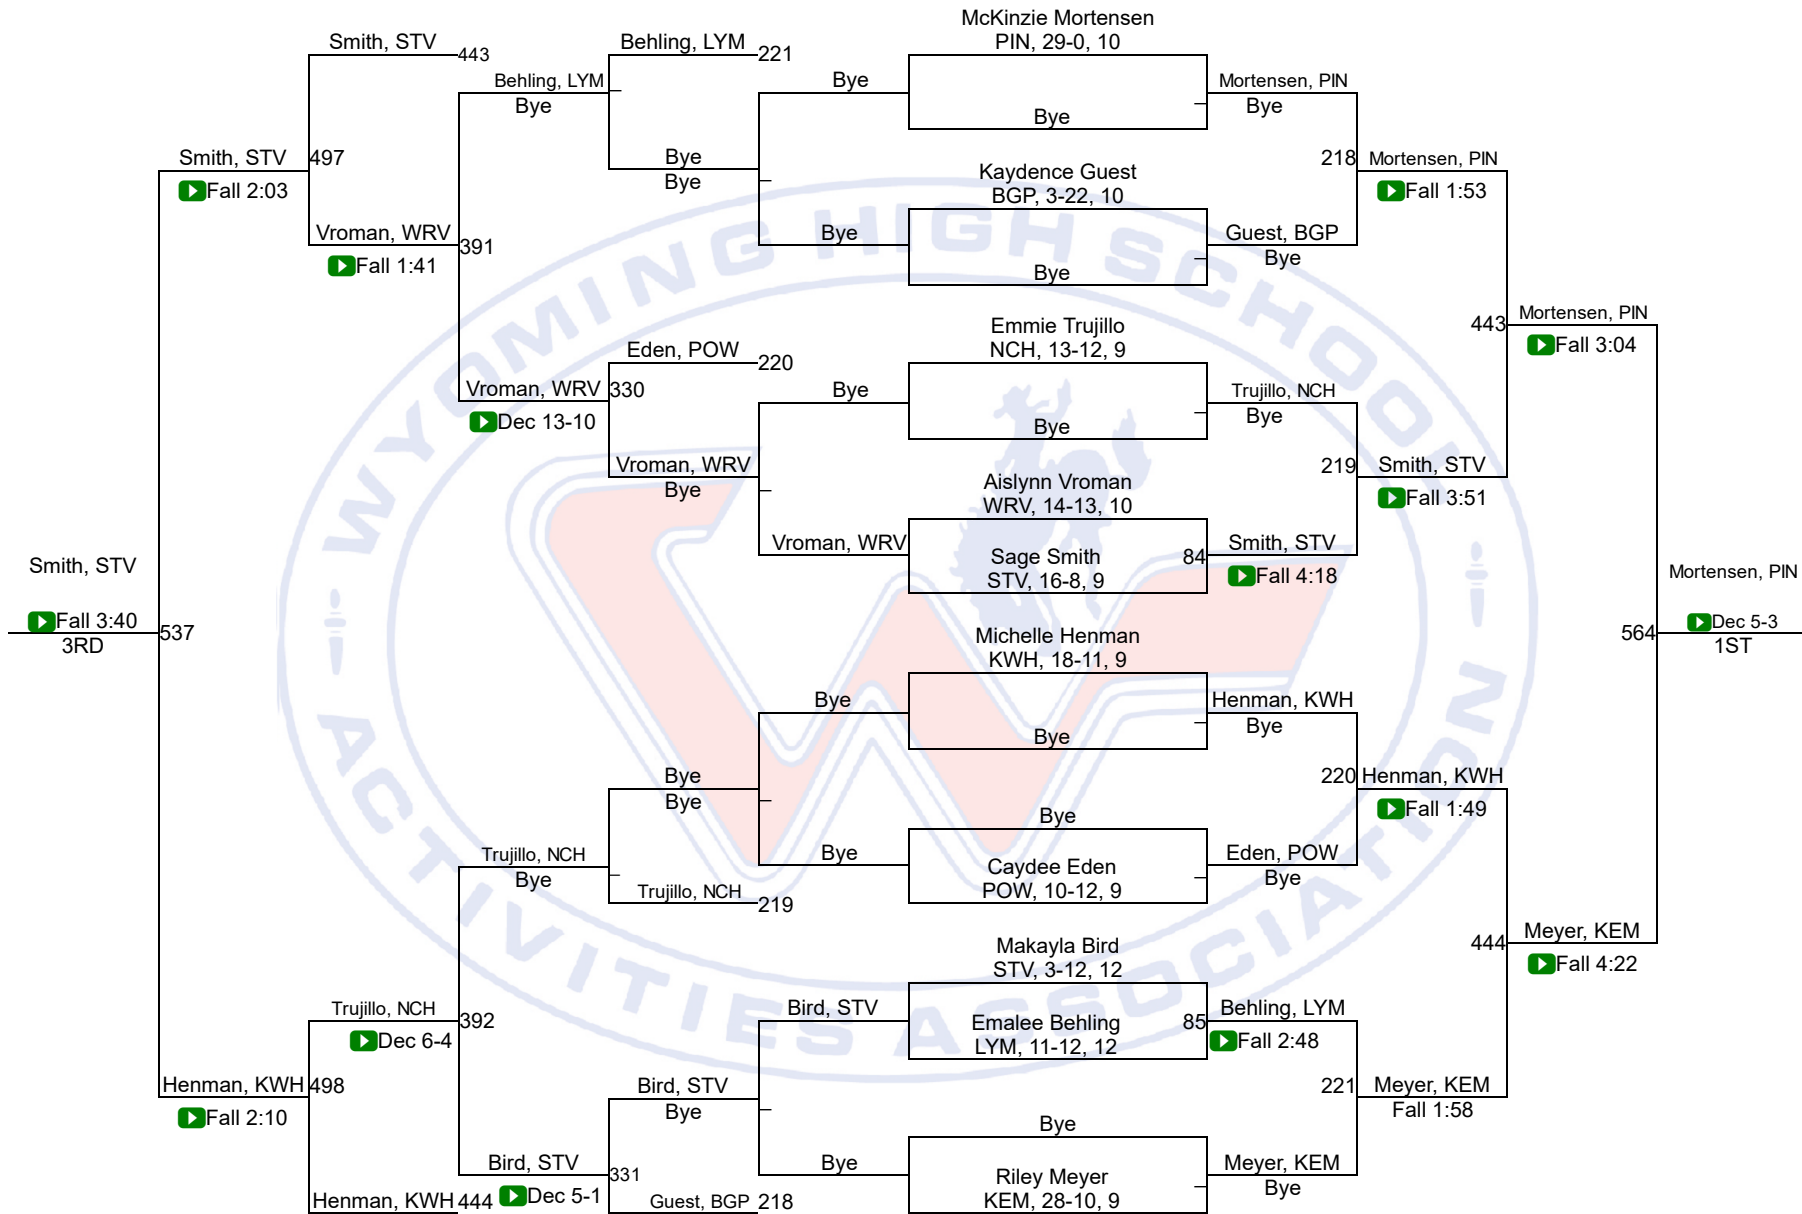 McKinzie Mortensen
PIN, 29-0, 10
Smith, STV
443
Behling, LYM
221
Behling, LYM
Bye
Bye
Mortensen, PIN
Bye
Bye
Smith, STV
497
Fall 2:03
Bye
Bye
Kaydence Guest
BGP, 3-22, 10
218
Mortensen, PIN
Fall 1:53
Vroman, WRV
391
Fall 1:41
Bye
Guest, BGP
Bye
Bye
Emmie Trujillo
NCH, 13-12, 9
443
Mortensen, PIN
Fall 3:04
Eden, POW
220
Vroman, WRV
330
Dec 13-10
Bye
Trujillo, NCH
Bye
Bye
Vroman, WRV
Bye
Aislynn Vroman
WRV, 14-13, 10
219
Smith, STV
Fall 3:51
Vroman, WRV
Sage Smith
STV, 16-8, 9
84
Smith, STV
Fall 4:18
Smith, STV
Fall 3:40
3RD
537
Mortensen, PIN
564
Dec 5-3
1ST
Michelle Henman
KWH, 18-11, 9
Bye
Henman, KWH
Bye
Bye
Bye
Bye
220
Henman, KWH
Fall 1:49
Bye
Trujillo, NCH
Bye
Bye
Caydee Eden
POW, 10-12, 9
Eden, POW
Bye
Trujillo, NCH
219
Makayla Bird
STV, 3-12, 12
444
Meyer, KEM
Fall 4:22
Trujillo, NCH
392
Dec 6-4
Bird, STV
Emalee Behling
LYM, 11-12, 12
85
Behling, LYM
Fall 2:48
Henman, KWH
498
Fall 2:10
Bird, STV
Bye
221
Meyer, KEM
Fall 1:58
Bye
Bird, STV
331
Dec 5-1
Bye
Riley Meyer
KEM, 28-10, 9
Meyer, KEM
Bye
Henman, KWH
444
Guest, BGP
218
WYOMING HIGH SCHOOL
ACTIVITIES ASSOCIATION